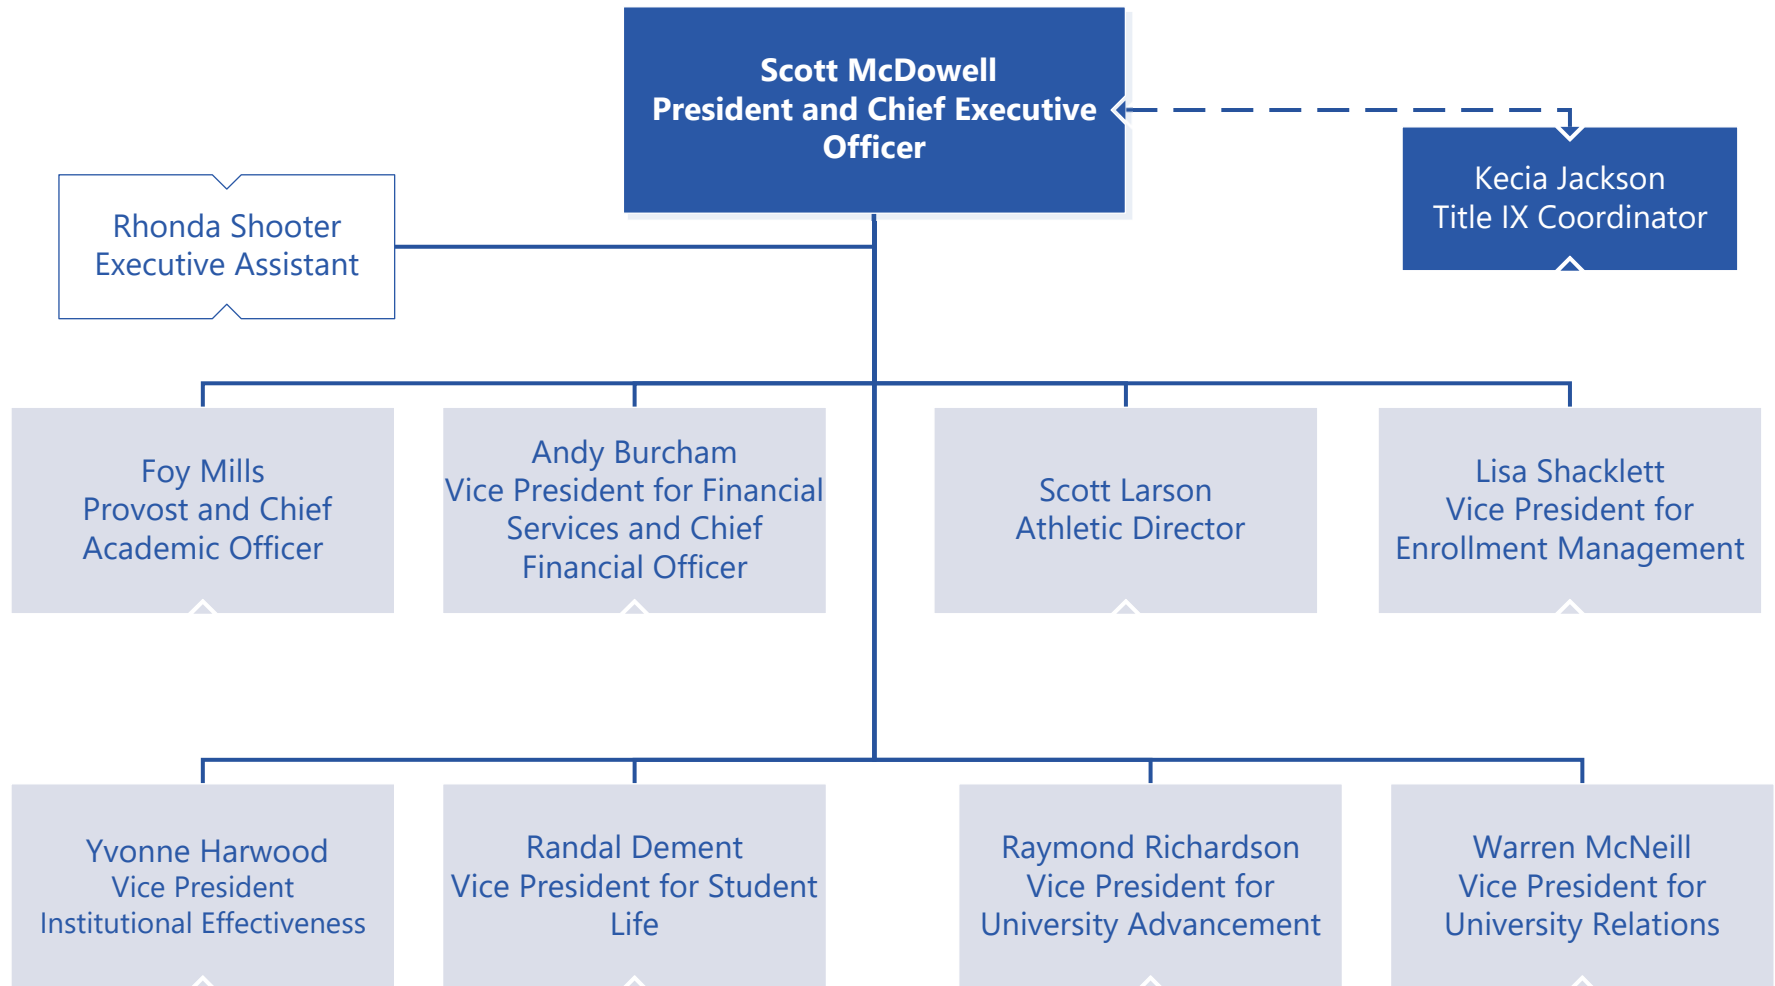 Scott McDowell
President and Chief Executive
Officer
Kecia Jackson
Title IX Coordinator
Rhonda Shooter
Executive Assistant
Foy Mills
Provost and Chief
Academic Officer
Andy Burcham
Vice President for Financial
Services and Chief
Financial Officer
Scott Larson
Athletic Director
Lisa Shacklett
Vice President for
Enrollment Management
Yvonne Harwood
Vice President
Institutional Effectiveness
Randal Dement
Vice President for Student
Life
Raymond Richardson
Vice President for
University Advancement
Warren McNeill
Vice President for
University Relations